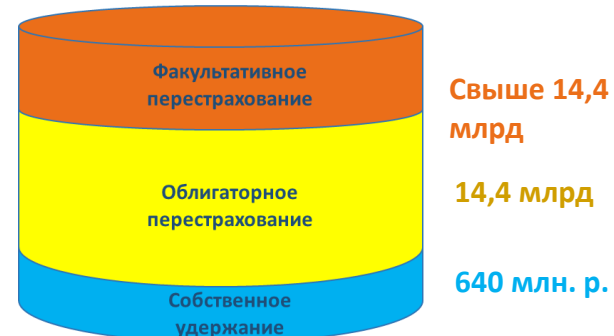 Факультативное
перестрахование
Свыше 14,4
млрд
Облигаторное
перестрахование
14,4 млрд
Собственное
удержание
640 млн. р.